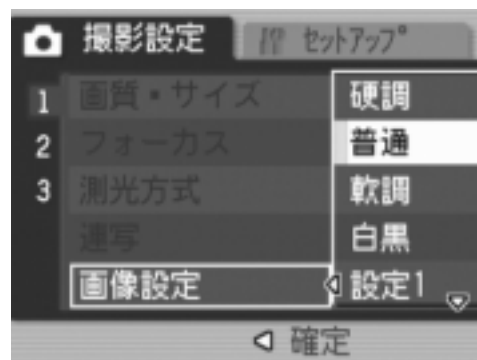 撮影設定 セットアップ
1 画質・サイズ 硬調
2 フォーカス 普通
3 測光方式 軟調
連写 白黒
画像設定 設定1
確定